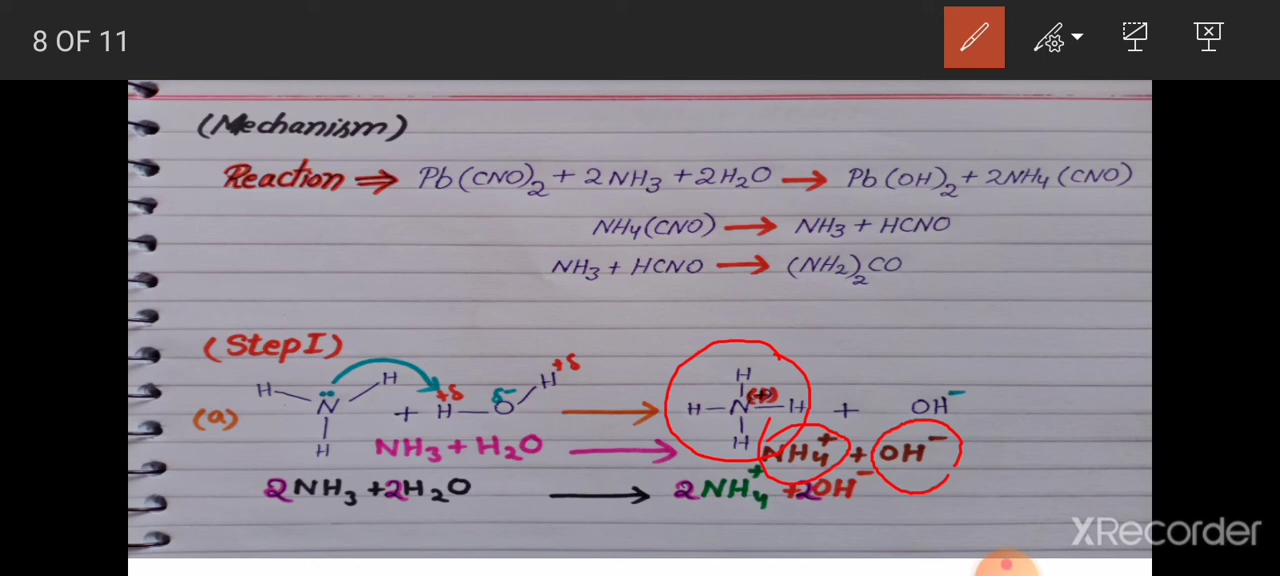 8 OF 11
(Mechanism)
Reaction ⇒ Pb(CNO)₂ + 2NH₃ + 2H₂O → Pb(OH)₂ + 2NH₄(CNO)
NH₄(CNO) → NH₃ + HCNO
NH₃ + HCNO → (NH₂)₂CO
(Step I)
(a) H–N̈(–H)–H + H^+δ–O^δ-–H^+δ → H–N^(+)(–H)(–H)–H + OH⁻
NH₃ + H₂O → NH₄⁺ + OH⁻
2NH₃ + 2H₂O → 2NH₄⁺ + 2OH⁻
XRecorder